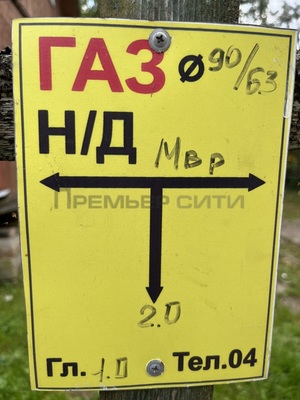 ГАЗ ø90/63
Н/Д Мвр
ПРЕМЬЕР СИТИ
2.0
Гл. 1.0 Тел.04